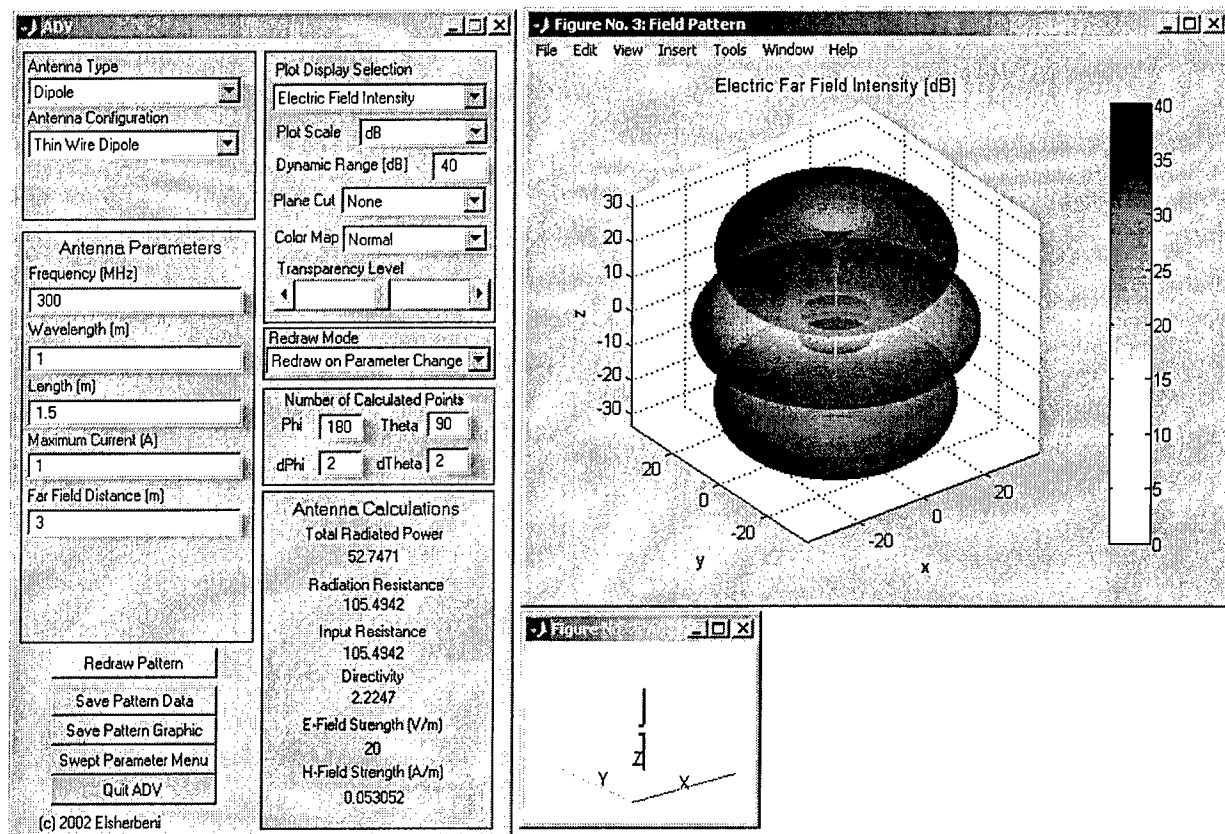 ADV
Antenna Type
Dipole
Antenna Configuration
Thin Wire Dipole
Antenna Parameters
Frequency (MHz)
300
Wavelength (m)
1
Length (m)
1.5
Maximum Current (A)
1
Far Field Distance (m)
3
Redraw Pattern
Save Pattern Data
Save Pattern Graphic
Swept Parameter Menu
Quit ADV
(c) 2002 Elsherbeni
Plot Display Selection
Electric Field Intensity
Plot Scale dB
Dynamic Range [dB] 40
Plane Cut None
Color Map Normal
Transparency Level
Redraw Mode
Redraw on Parameter Change
Number of Calculated Points
Phi 180 Theta 90
dPhi 2 dTheta 2
Antenna Calculations
Total Radiated Power
52.7471
Radiation Resistance
105.4942
Input Resistance
105.4942
Directivity
2.2247
E-Field Strength (V/m)
20
H-Field Strength (A/m)
0.053052
Figure No. 3: Field Pattern
File Edit View Insert Tools Window Help
Electric Far Field Intensity [dB]
30
20
10
0
-10
-20
-30
z
20
0
-20
y
-20
0
20
x
40
35
30
25
20
15
10
5
0
Figure
Z
Y
X